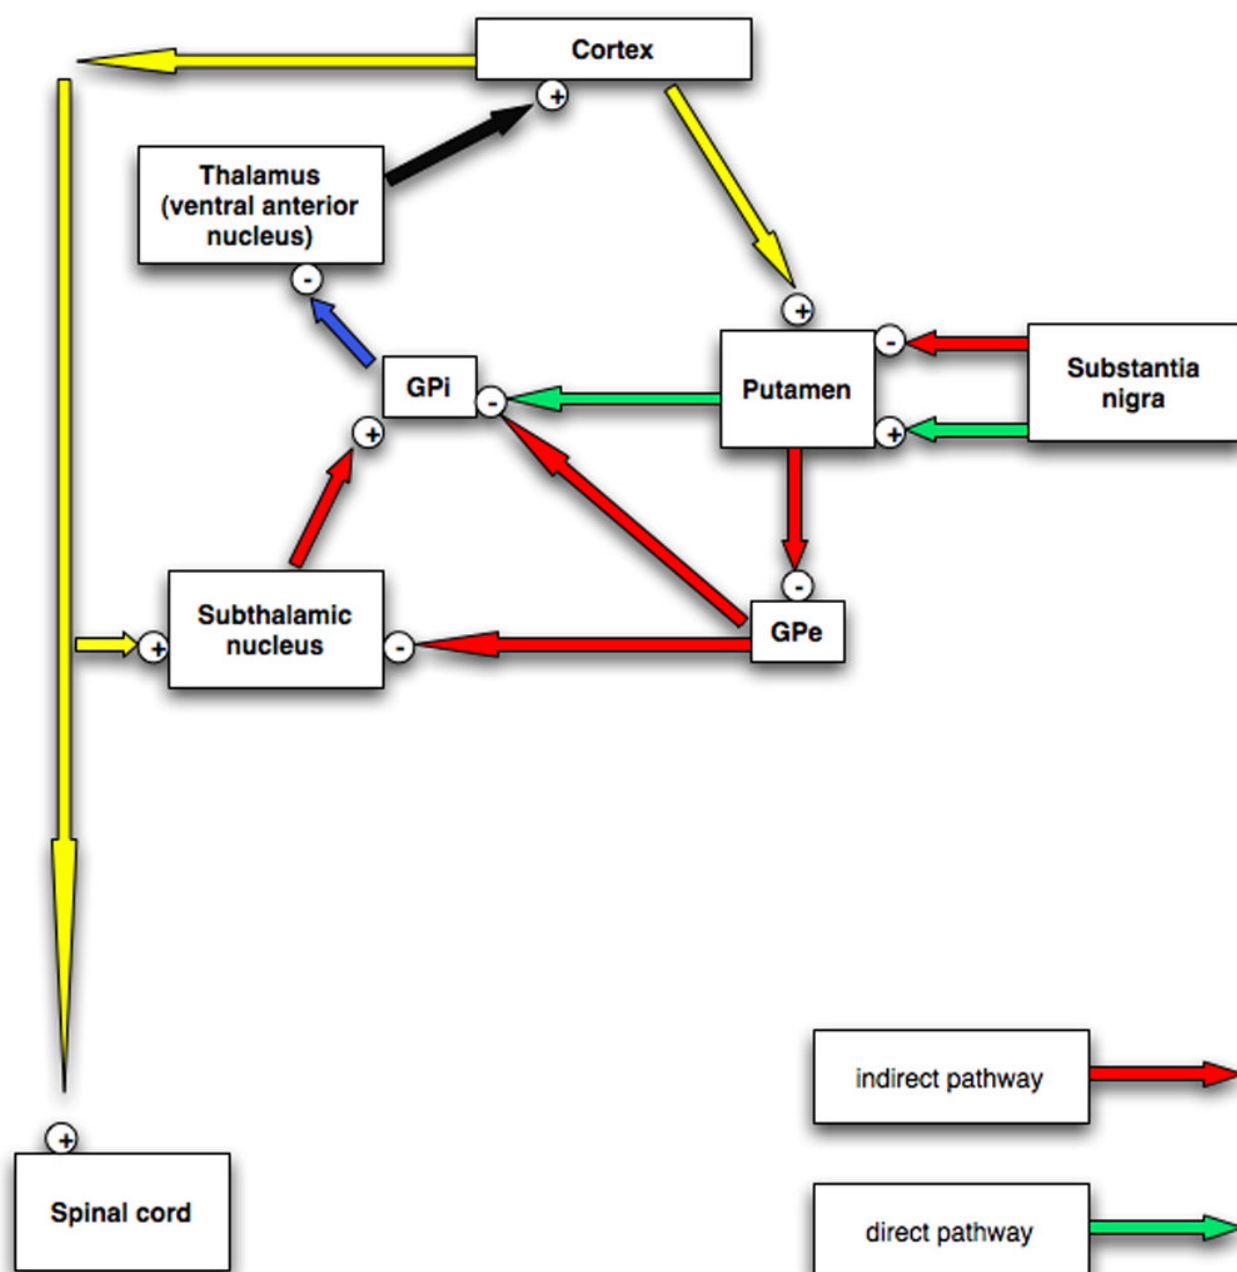 Cortex
+
Thalamus
(ventral anterior
nucleus)
-
+
GPi
-
Putamen
-
Substantia
nigra
+
+
-
Subthalamic
nucleus
+
-
GPe
indirect pathway
+
Spinal cord
direct pathway